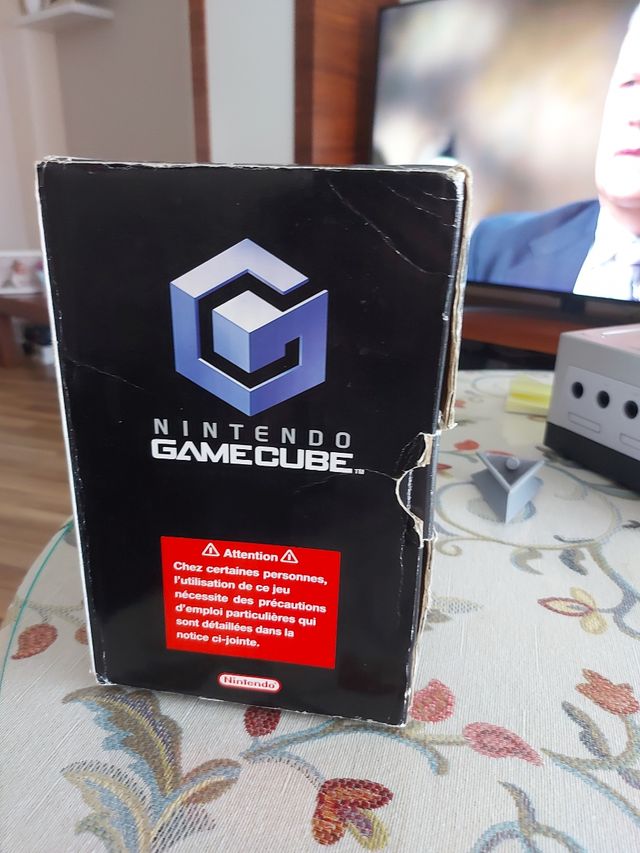 NINTENDO
GAMECUBE™
⚠ Attention ⚠
Chez certaines personnes,
l'utilisation de ce jeu
nécessite des précautions
d'emploi particulières qui
sont détaillées dans la
notice ci-jointe.
Nintendo®